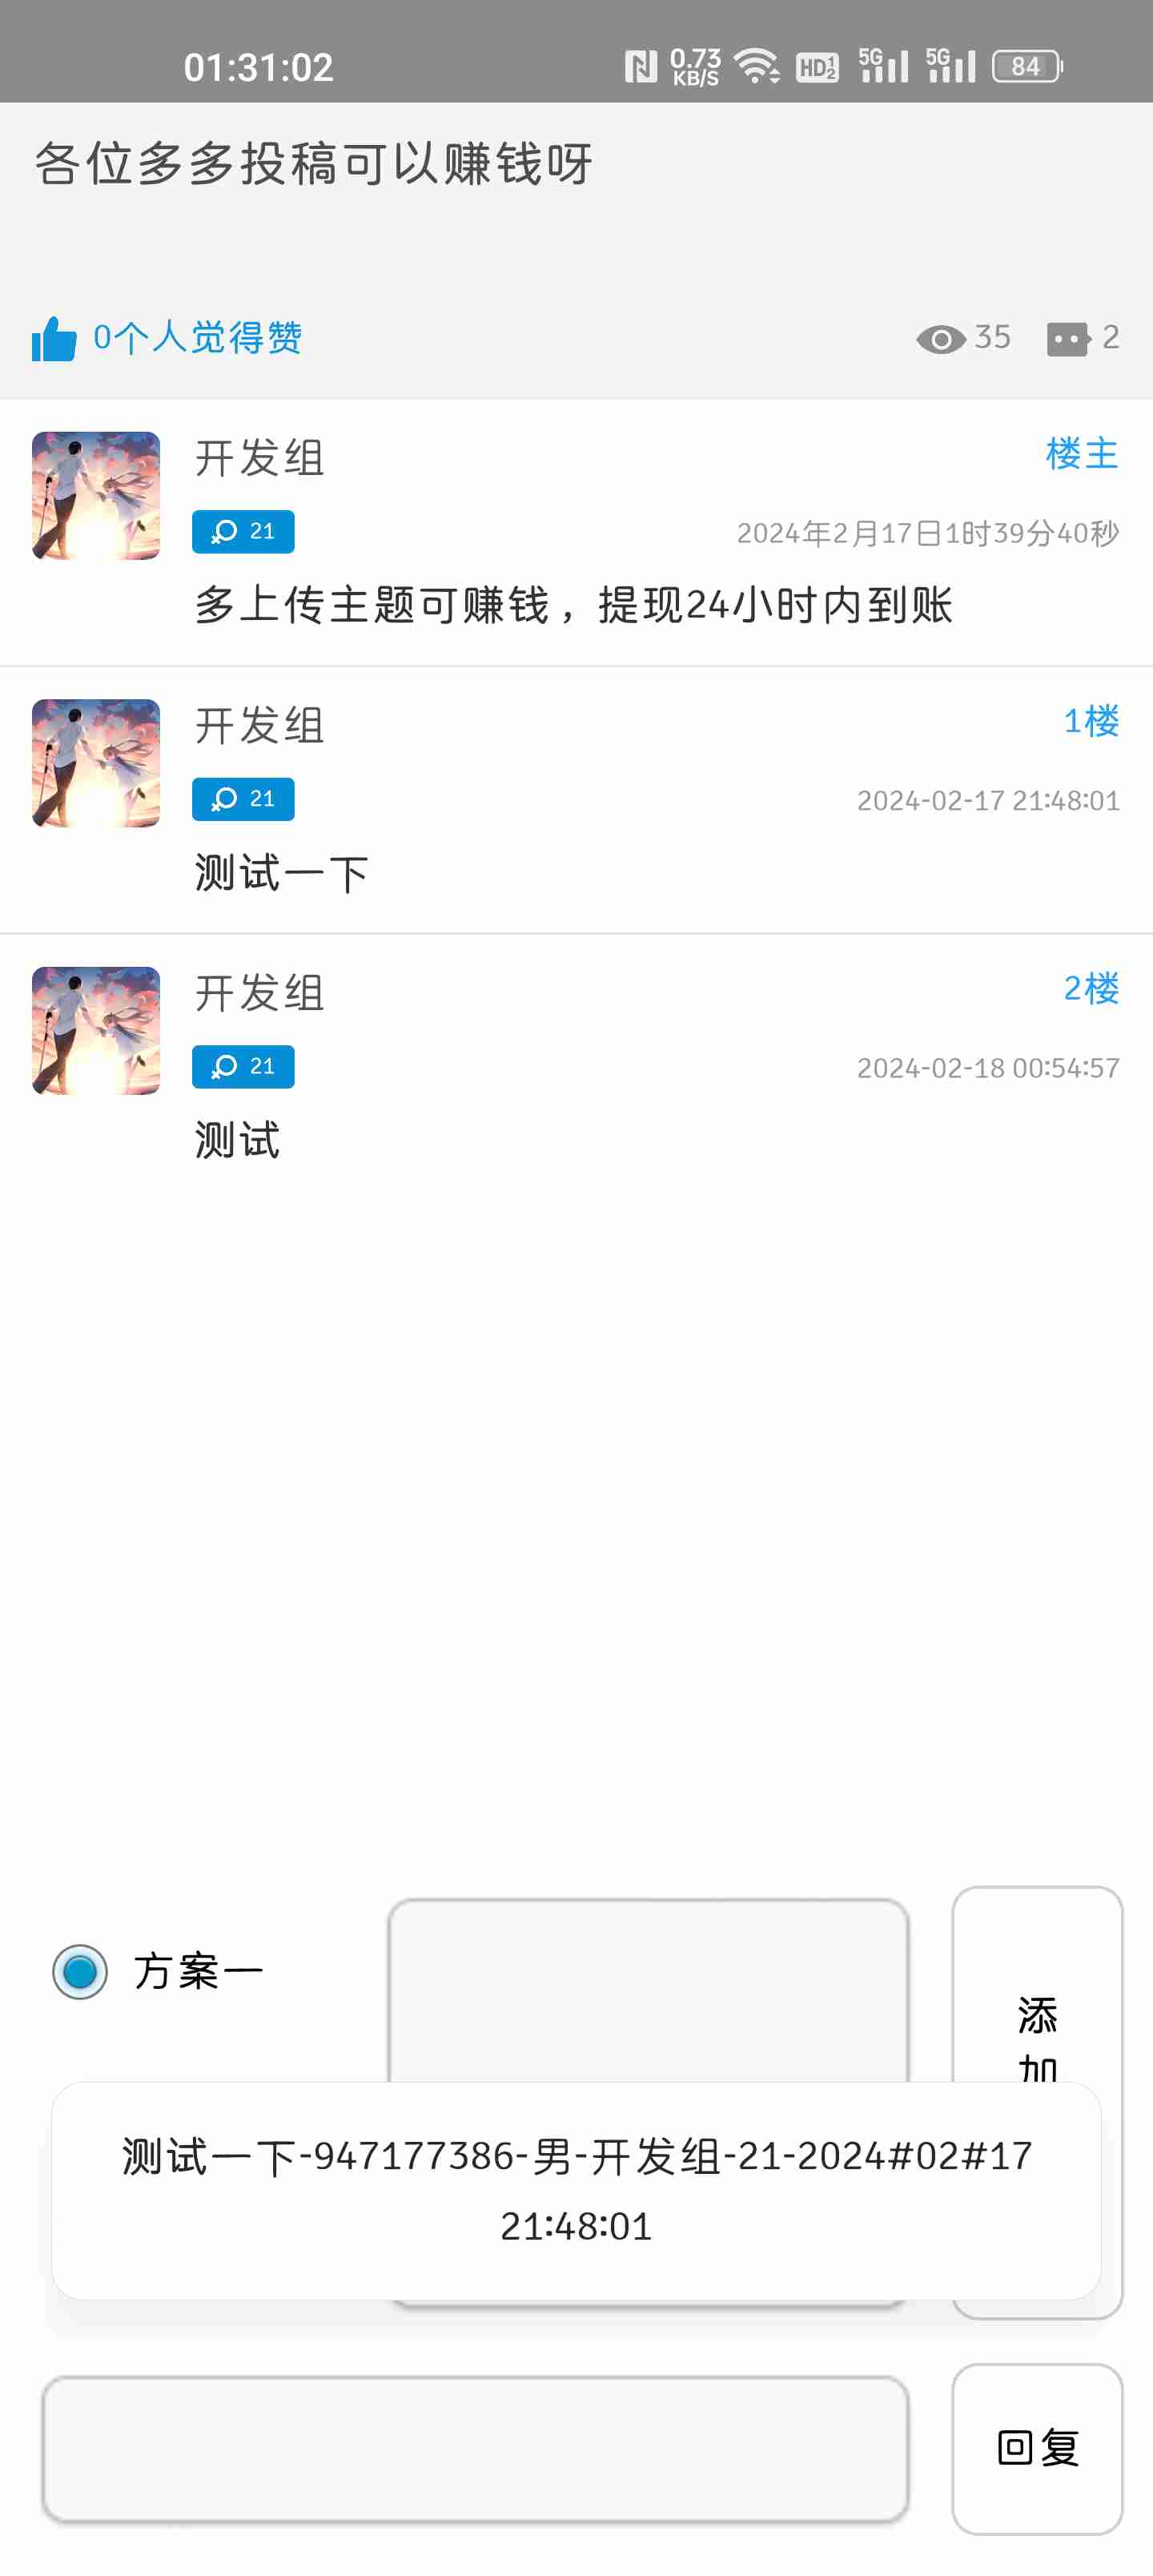 01:31:02
0.73 KB/S HD 1 2 5G 5G 84
各位多多投稿可以赚钱呀
0个人觉得赞 35 2
开发组 楼主
21 2024年2月17日1时39分40秒
多上传主题可赚钱，提现24小时内到账
开发组 1楼
21 2024-02-17 21:48:01
测试一下
开发组 2楼
21 2024-02-18 00:54:57
测试
方案一
添
加
测试一下-947177386-男-开发组-21-2024#02#17
21:48:01
回复